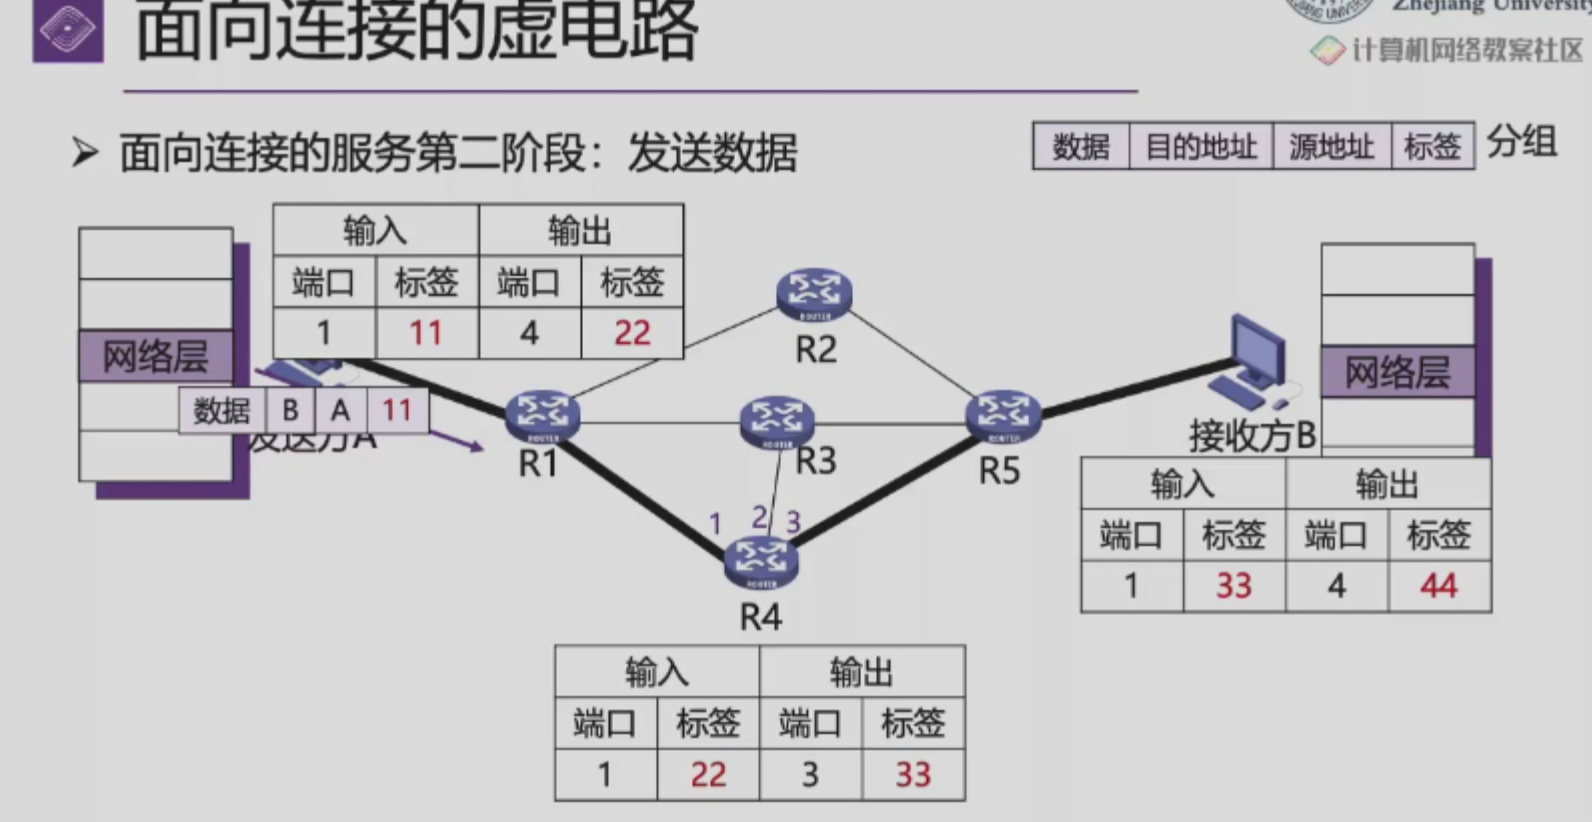 面向连接的虚电路
Zhejiang University
计算机网络教案社区
➢ 面向连接的服务第二阶段：发送数据
数据 目的地址 源地址 标签 分组
输入 输出
端口 标签 端口 标签
1 11 4 22
网络层
数据 B A 11
发送方A
R1
R2
R3
R5
网络层
接收方B
输入 输出
端口 标签 端口 标签
1 33 4 44
1 2 3
R4
输入 输出
端口 标签 端口 标签
1 22 3 33